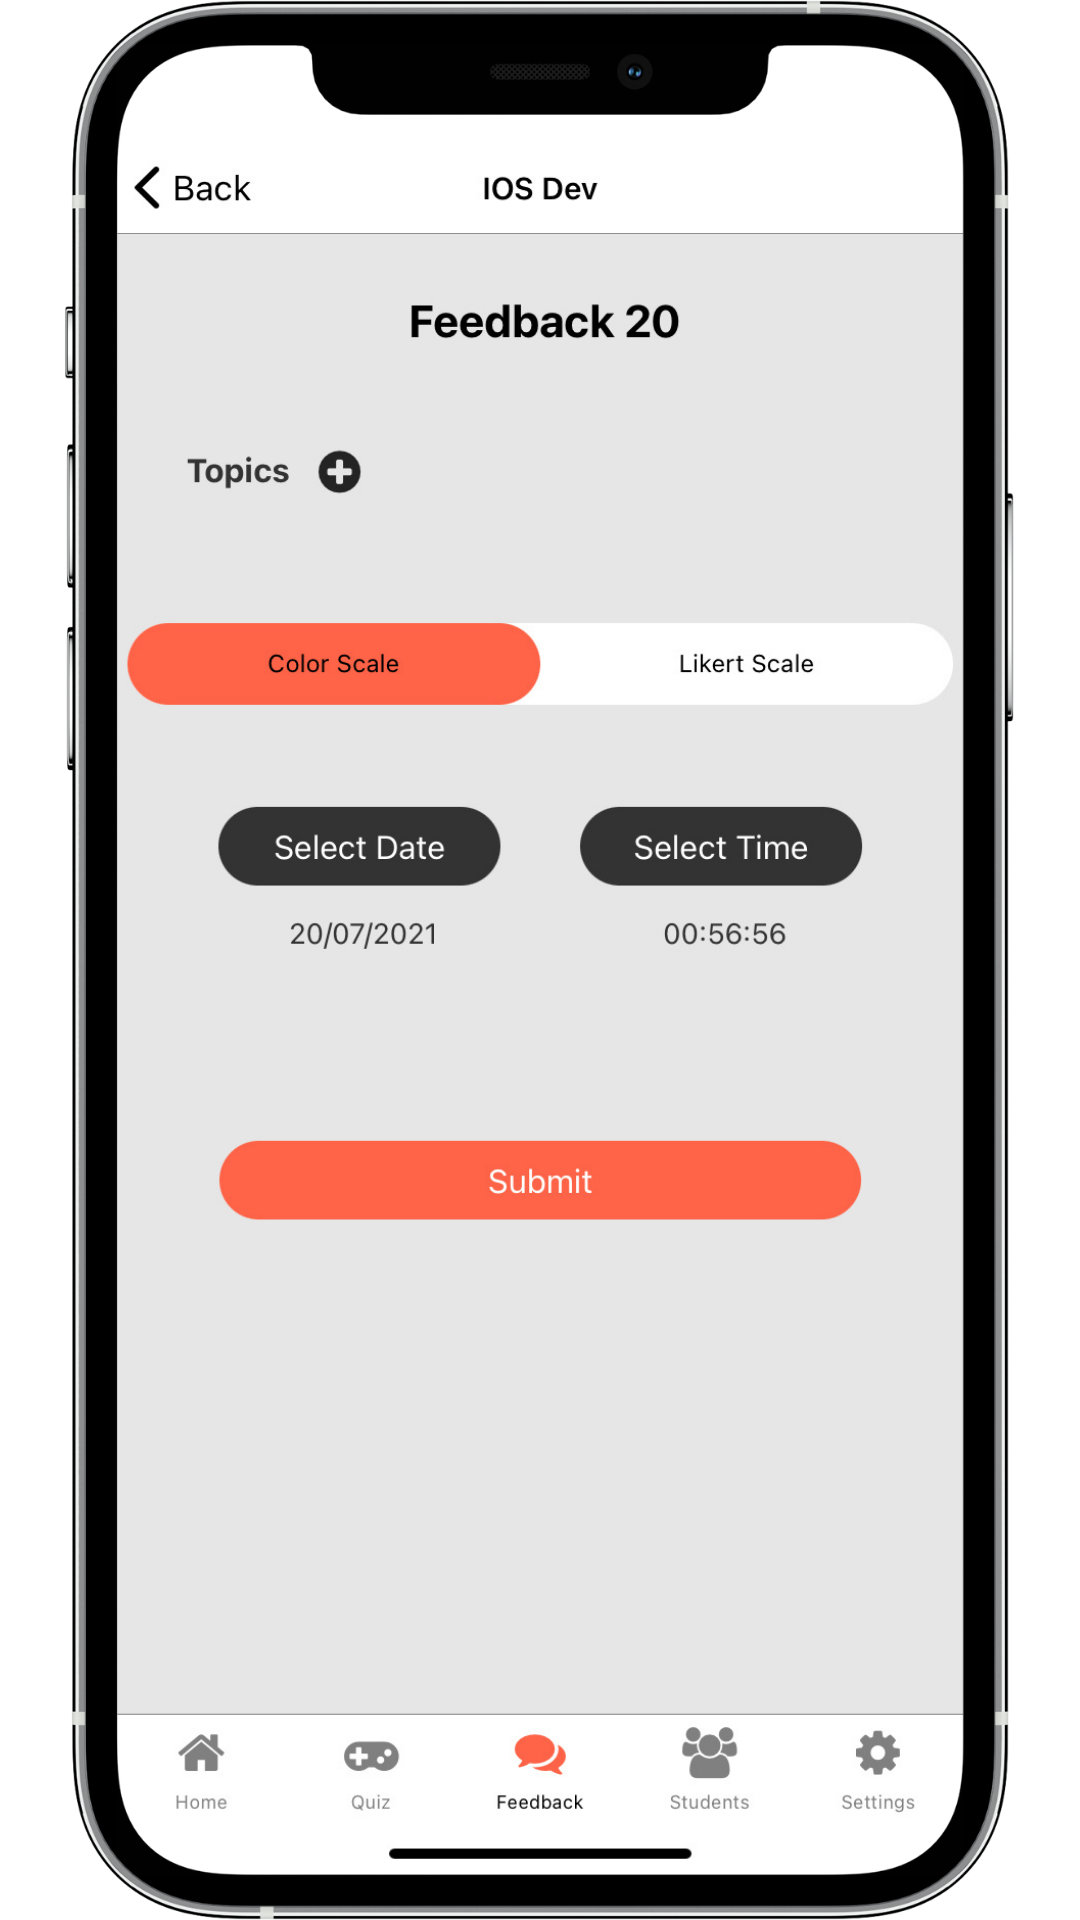 Back
IOS Dev
Feedback 20
Topics
Color Scale
Likert Scale
Select Date
Select Time
20/07/2021
00:56:56
Submit
Home
Quiz
Feedback
Students
Settings